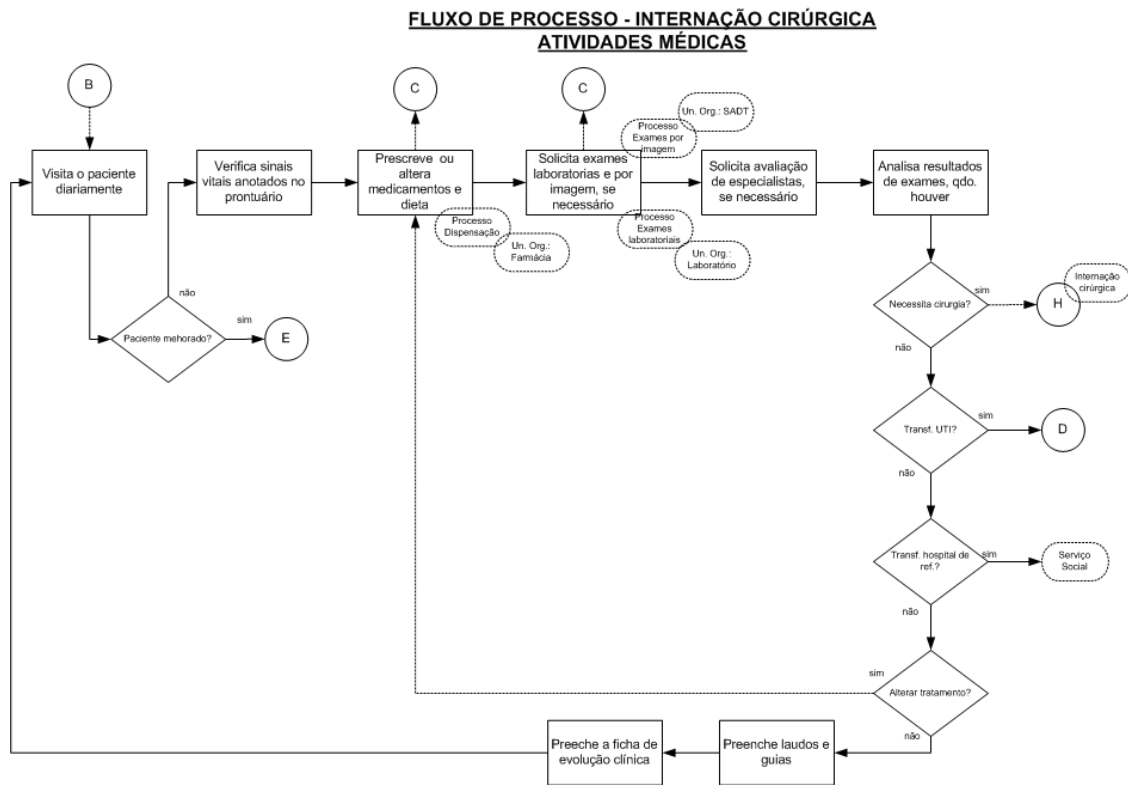 FLUXO DE PROCESSO - INTERNAÇÃO CIRÚRGICA
ATIVIDADES MÉDICAS
B
C
C
Un. Org.: SADT
Processo
Exames por
imagem
Visita o paciente
diariamente
Verifica sinais
vitais anotados no
prontuário
Prescreve ou
altera
medicamentos e
dieta
Processo
Dispensação
Un. Org.:
Farmácia
Solicita exames
laboratorias e por
imagem, se
necessário
Processo
Exames
laboratoriais
Un. Org.:
Laboratório
Solicita avaliação
de especialistas,
se necessário
Analisa resultados
de exames, qdo.
houver
não
Paciente mehorado?
sim
E
Necessita cirurgia?
sim
H
Internação
cirúrgica
não
Transf. UTI?
sim
D
não
Transf. hospital de
ref.?
sim
Serviço
Social
não
sim
Alterar tratamento?
não
Preeche a ficha de
evolução clínica
Preenche laudos e
guias